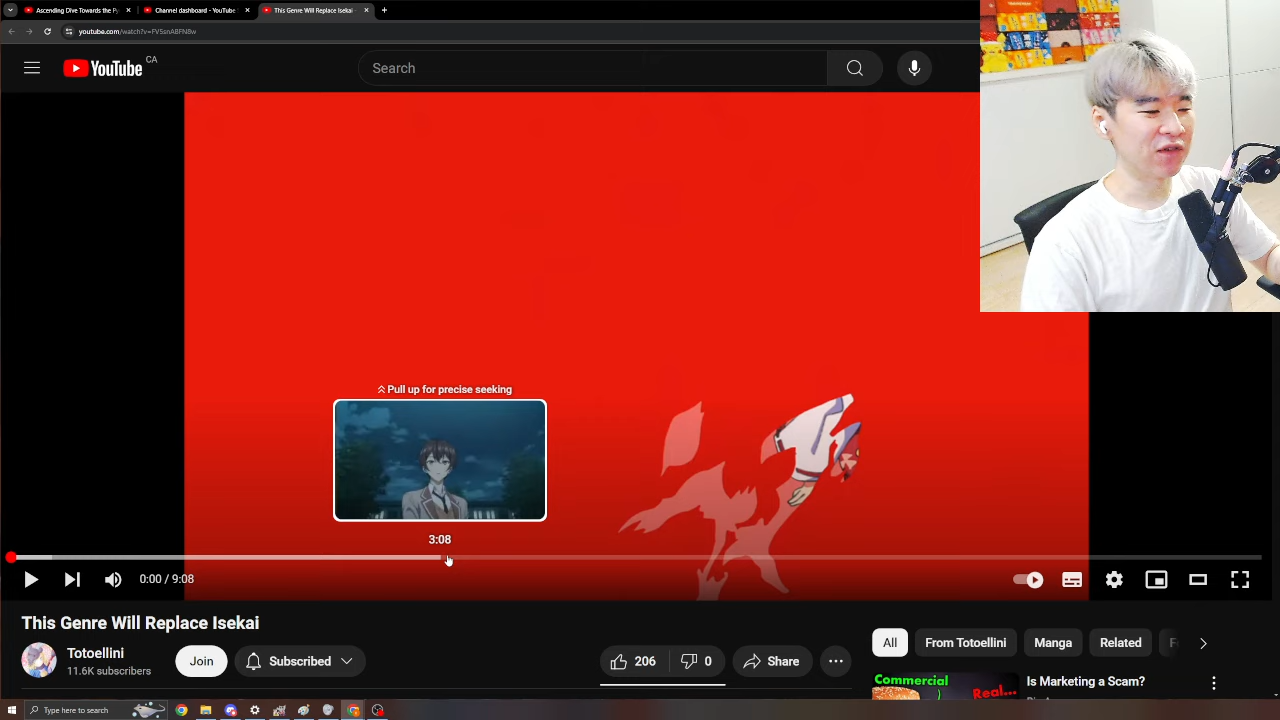 Ascending Dive Towards the Py
Channel dashboard - YouTube
This Genre Will Replace Isekai
youtube.com/watch?v=FVSsnABFN8w
YouTube CA
Search
Pull up for precise seeking
3:08
0:00 / 9:08
This Genre Will Replace Isekai
Totoellini
11.6K subscribers
Join
Subscribed
206
0
Share
All
From Totoellini
Manga
Related
F
Commercial
Real...
Is Marketing a Scam?
Type here to search